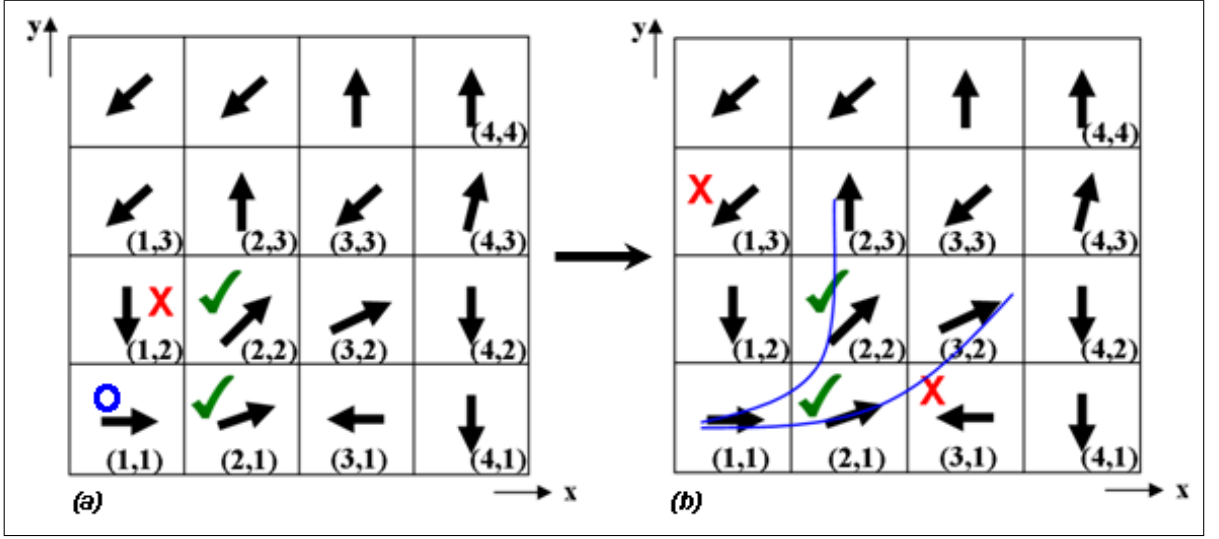 y
(4,4)
(1,3) (2,3) (3,3) (4,3)
X
(1,2) (2,2) (3,2) (4,2)
(1,1) (2,1) (3,1) (4,1)
(a) x
y
(4,4)
X
(1,3) (2,3) (3,3) (4,3)
(1,2) (2,2) (3,2) (4,2)
X
(1,1) (2,1) (3,1) (4,1)
(b) x